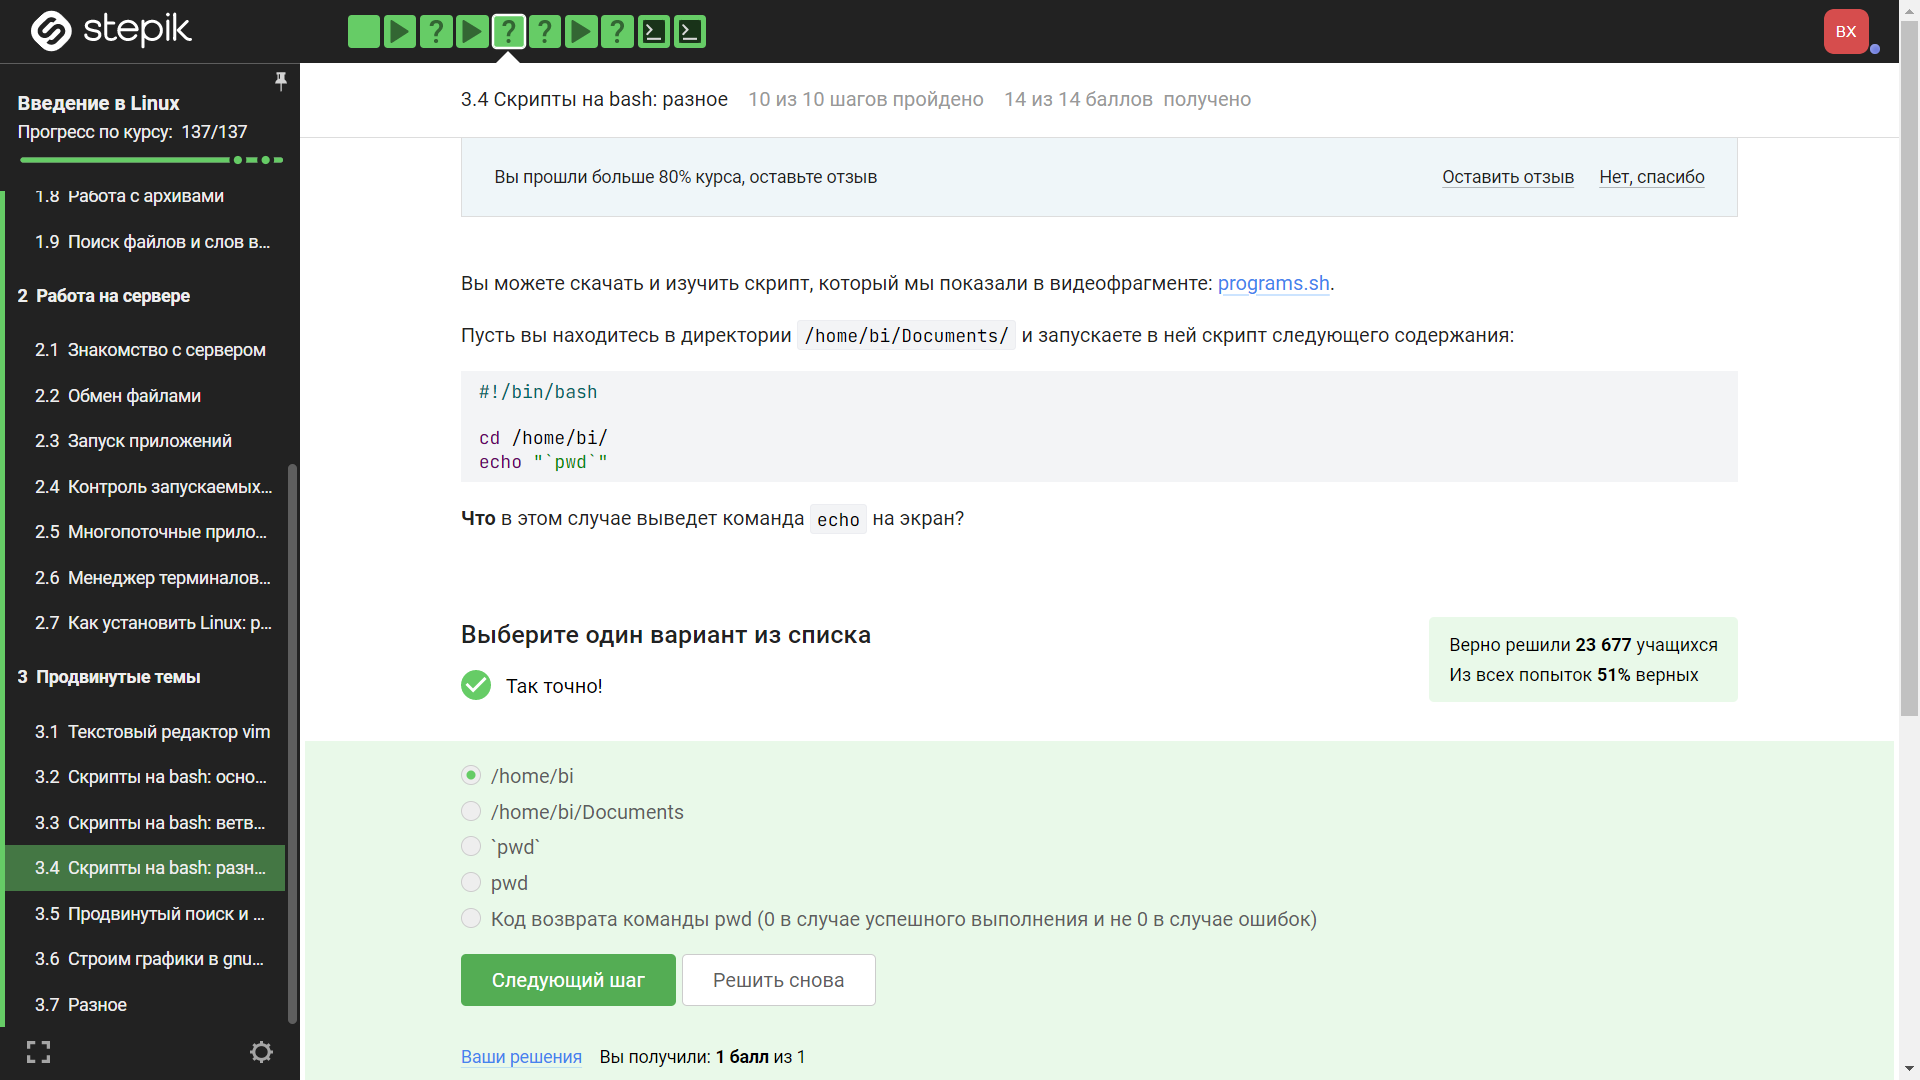 stepik
BX
Введение в Linux
Прогресс по курсу: 137/137
1.8 Работа с архивами
1.9 Поиск файлов и слов в...
2 Работа на сервере
2.1 Знакомство с сервером
2.2 Обмен файлами
2.3 Запуск приложений
2.4 Контроль запускаемых...
2.5 Многопоточные прило...
2.6 Менеджер терминалов...
2.7 Как установить Linux: р...
3 Продвинутые темы
3.1 Текстовый редактор vim
3.2 Скрипты на bash: осно...
3.3 Скрипты на bash: ветв...
3.4 Скрипты на bash: разн...
3.5 Продвинутый поиск и ...
3.6 Строим графики в gnu...
3.7 Разное
3.4 Скрипты на bash: разное 10 из 10 шагов пройдено 14 из 14 баллов получено
Вы прошли больше 80% курса, оставьте отзыв Оставить отзыв Нет, спасибо
Вы можете скачать и изучить скрипт, который мы показали в видеофрагменте: programs.sh.
Пусть вы находитесь в директории /home/bi/Documents/ и запускаете в ней скрипт следующего содержания:
#!/bin/bash
cd /home/bi/
echo "`pwd`"
Что в этом случае выведет команда echo на экран?
Выберите один вариант из списка
Так точно!
Верно решили 23 677 учащихся
Из всех попыток 51% верных
/home/bi
/home/bi/Documents
`pwd`
pwd
Код возврата команды pwd (0 в случае успешного выполнения и не 0 в случае ошибок)
Следующий шаг Решить снова
Ваши решения Вы получили: 1 балл из 1